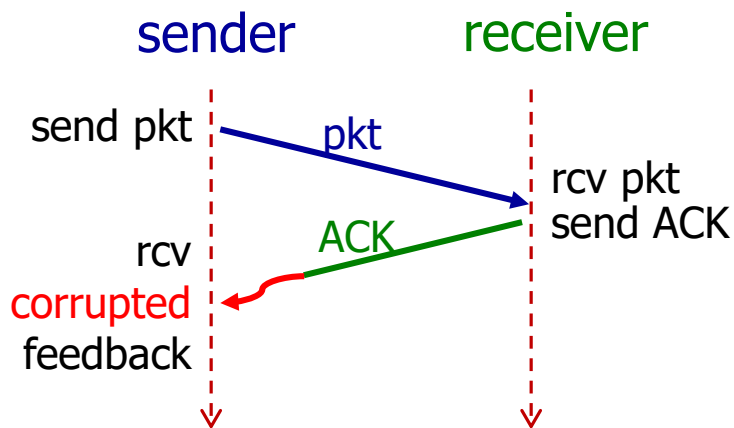 sender
receiver
send pkt
pkt
rcv pkt
send ACK
ACK
rcv
corrupted
feedback